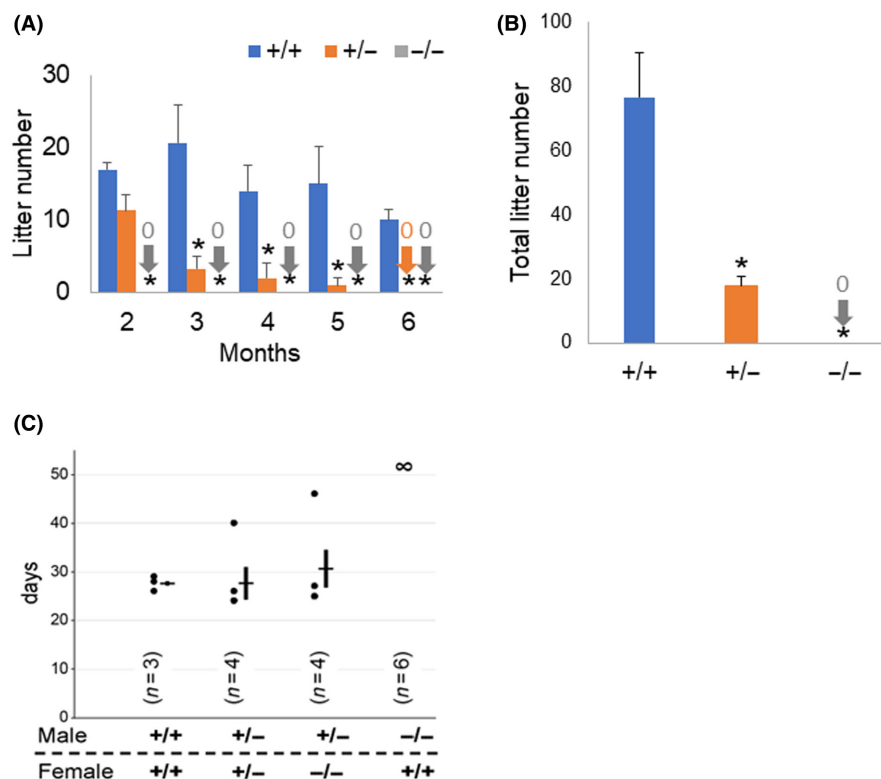 (A)
+/+ +/− −/−
Litter number
30
20
10
0
0 0 0 0 0 0
* * * * * * * * *
2 3 4 5 6
Months
(B)
Total litter number
100
80
60
40
20
0
*
0
*
+/+ +/− −/−
(C)
days
50
40
30
20
10
0
∞
(n=3) (n=4) (n=4) (n=6)
Male +/+ +/− +/− −/−
Female +/+ +/− −/− +/+